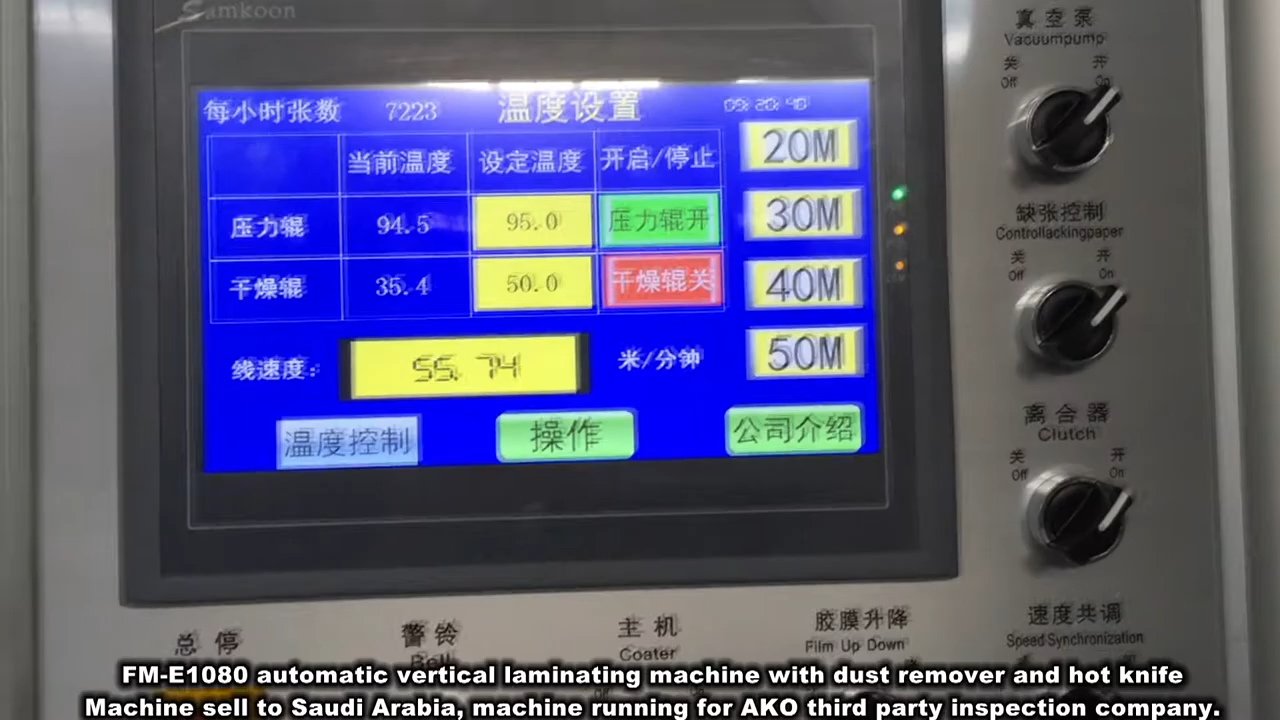 Samkoon
每小时张数 7223 温度设置 09:20:40
当前温度 设定温度 开启/停止
压力辊 94.5 95.0 压力辊开
干燥辊 35.4 50.0 干燥辊关
线速度: 55.74 米/分钟
20M
30M
40M
50M
温度控制 操作 公司介绍
真空泵
Vacuumpump
关 开
Off On
缺张控制
Controllackingpaper
关 开
Off On
离合器
Clutch
关 开
Off On
速度共调
Speed Synchronization
总停
警铃
Bell
主机
Coater
胶膜升降
Film Up Down
FM-E1080 automatic vertical laminating machine with dust remover and hot knife
Machine sell to Saudi Arabia, machine running for AKO third party inspection company.